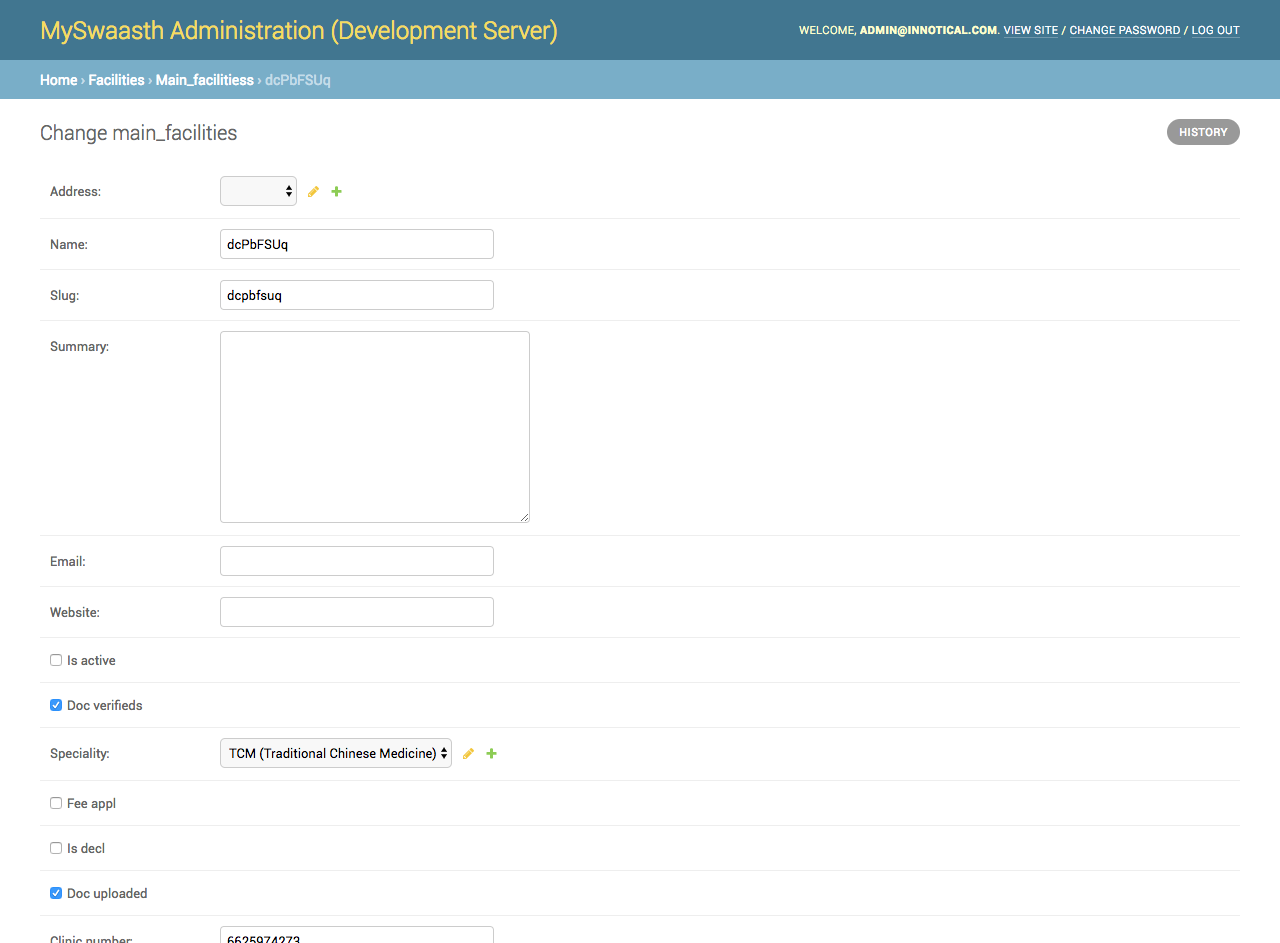 MySwaasth Administration (Development Server)
WELCOME, ADMIN@INNOTICAL.COM. VIEW SITE / CHANGE PASSWORD / LOG OUT
Home › Facilities › Main_facilitiess › dcPbFSUq
Change main_facilities
HISTORY
Address:
Name: dcPbFSUq
Slug: dcpbfsuq
Summary:
Email:
Website:
Is active
Doc verifieds
Speciality: TCM (Traditional Chinese Medicine)
Fee appl
Is decl
Doc uploaded
Clinic number: 6625974273